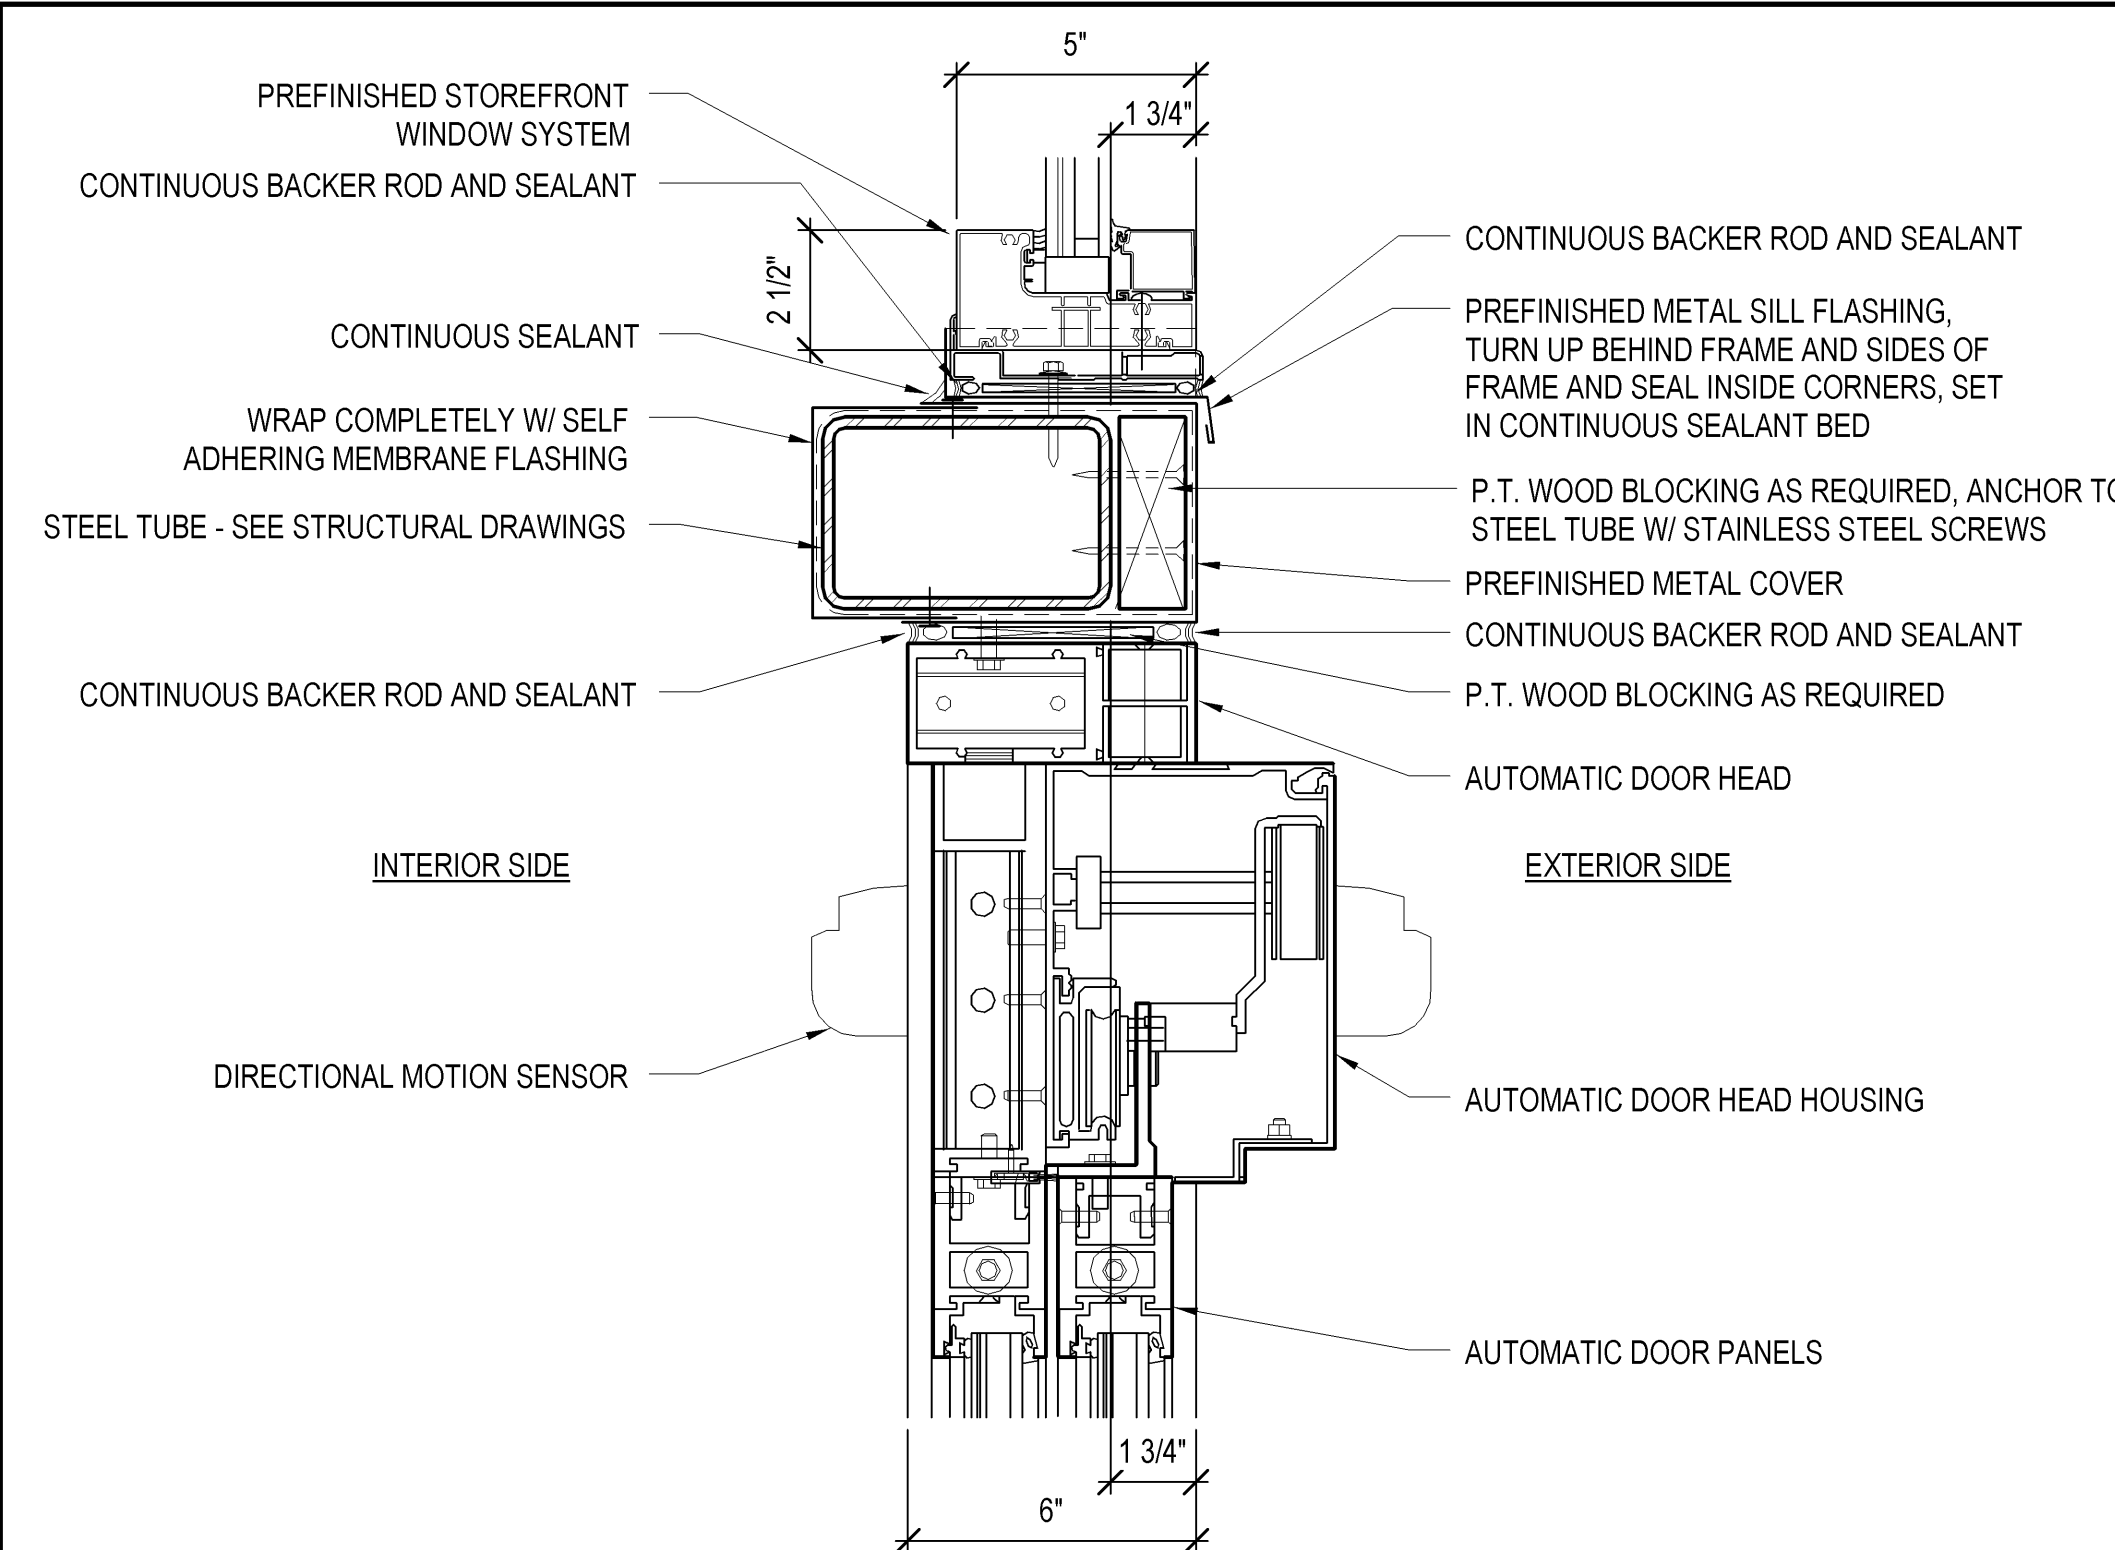 5"
1 3/4"
PREFINISHED STOREFRONT
WINDOW SYSTEM
CONTINUOUS BACKER ROD AND SEALANT
2 1/2"
CONTINUOUS SEALANT
WRAP COMPLETELY W/ SELF
ADHERING MEMBRANE FLASHING
STEEL TUBE - SEE STRUCTURAL DRAWINGS
CONTINUOUS BACKER ROD AND SEALANT
INTERIOR SIDE
DIRECTIONAL MOTION SENSOR
CONTINUOUS BACKER ROD AND SEALANT
PREFINISHED METAL SILL FLASHING,
TURN UP BEHIND FRAME AND SIDES OF
FRAME AND SEAL INSIDE CORNERS, SET
IN CONTINUOUS SEALANT BED
P.T. WOOD BLOCKING AS REQUIRED, ANCHOR TO
STEEL TUBE W/ STAINLESS STEEL SCREWS
PREFINISHED METAL COVER
CONTINUOUS BACKER ROD AND SEALANT
P.T. WOOD BLOCKING AS REQUIRED
AUTOMATIC DOOR HEAD
EXTERIOR SIDE
AUTOMATIC DOOR HEAD HOUSING
AUTOMATIC DOOR PANELS
1 3/4"
6"